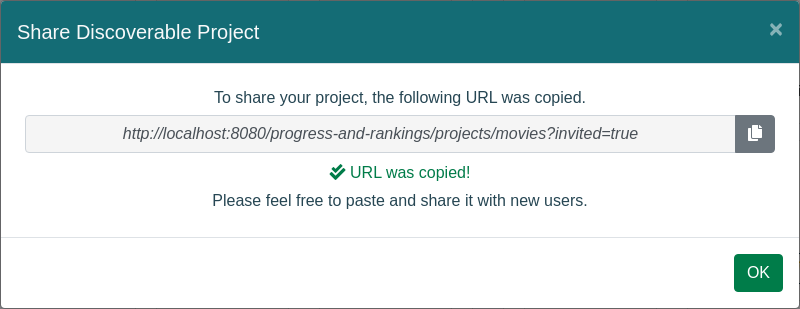 Share Discoverable Project
×
To share your project, the following URL was copied.
http://localhost:8080/progress-and-rankings/projects/movies?invited=true
URL was copied!
Please feel free to paste and share it with new users.
OK